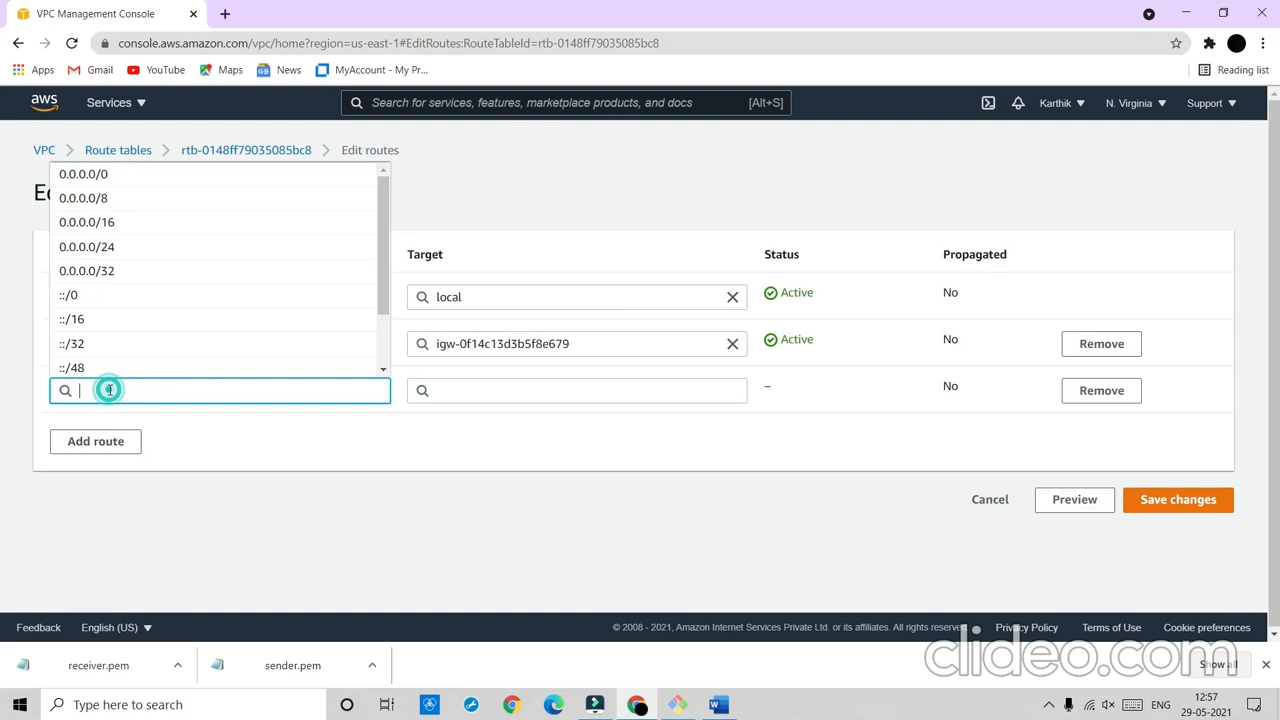 VPC Management Console
console.aws.amazon.com/vpc/home?region=us-east-1#EditRoutes:RouteTableId=rtb-0148ff79035085bc8
Apps Gmail YouTube Maps News MyAccount - My Pr... Reading list
aws Services Search for services, features, marketplace products, and docs [Alt+S] Karthik N. Virginia Support
VPC Route tables rtb-0148ff79035085bc8 Edit routes
0.0.0.0/0
0.0.0.0/8
0.0.0.0/16
0.0.0.0/24
0.0.0.0/32
::/0
::/16
::/32
::/48
Target Status Propagated
local Active No
igw-0f14c13d3b5f8e679 Active No Remove
– No Remove
Add route
Cancel Preview Save changes
Feedback English (US) © 2008 - 2021, Amazon Internet Services Private Ltd. or its affiliates. All rights reserved. Privacy Policy Terms of Use Cookie preferences
clideo.com
receiver.pem sender.pem Show all
Type here to search ENG 12:57
29-05-2021